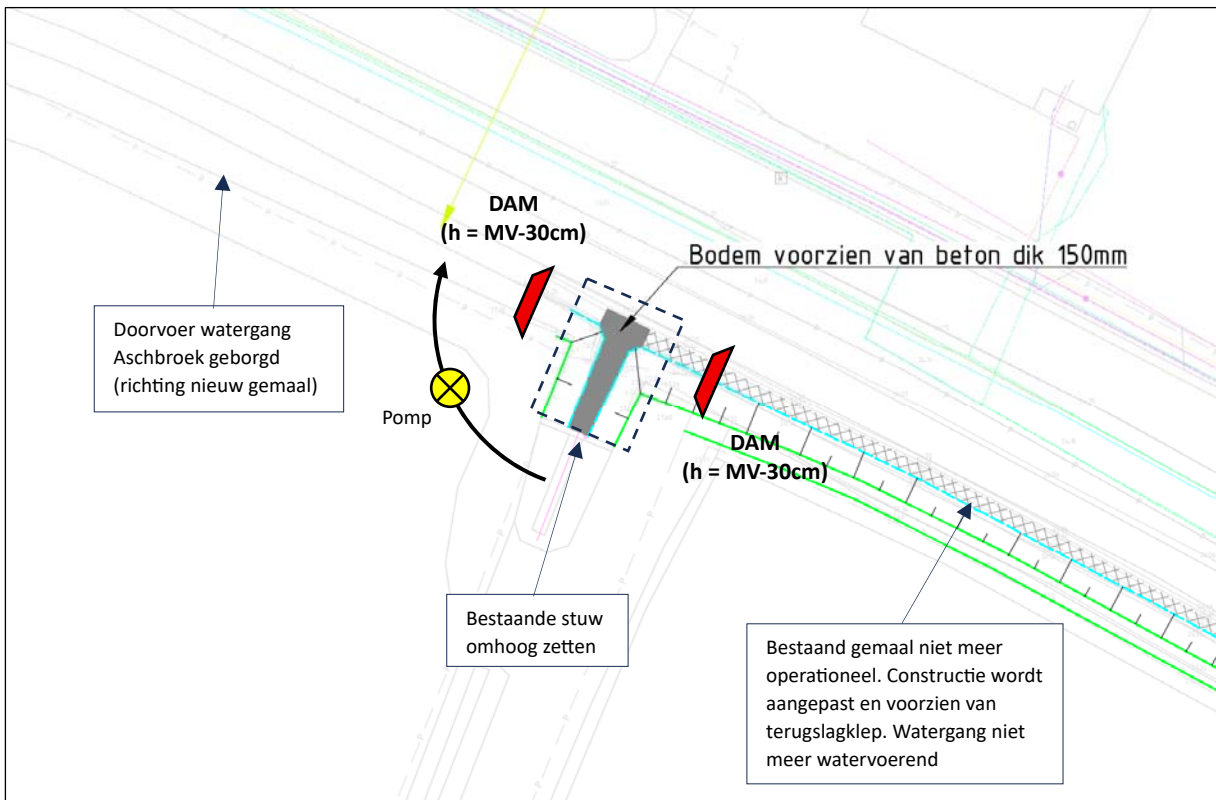 DAM
(h = MV-30cm)
Bodem voorzien van beton dik 150mm
Doorvoer watergang
Aschbroek geborgd
(richting nieuw gemaal)
Pomp
DAM
(h = MV-30cm)
Bestaande stuw
omhoog zetten
Bestaand gemaal niet meer
operationeel. Constructie wordt
aangepast en voorzien van
terugslagklep. Watergang niet
meer watervoerend